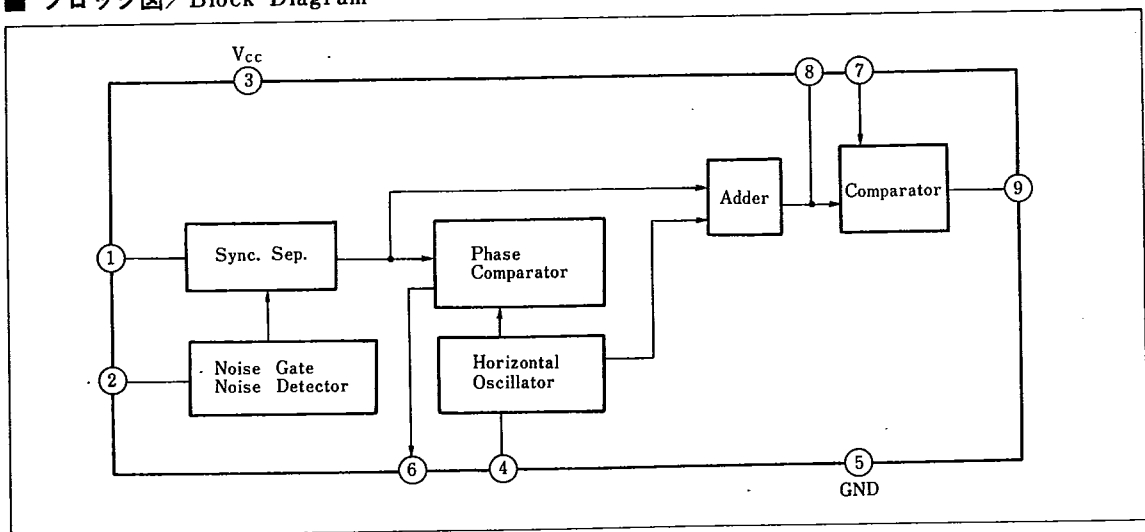 ■ ブロック図/Block Diagram
Vcc
3
8
7
Adder
Comparator
9
1
Sync. Sep.
Phase
Comparator
2
Noise Gate
Noise Detector
Horizontal
Oscillator
6
4
5
GND